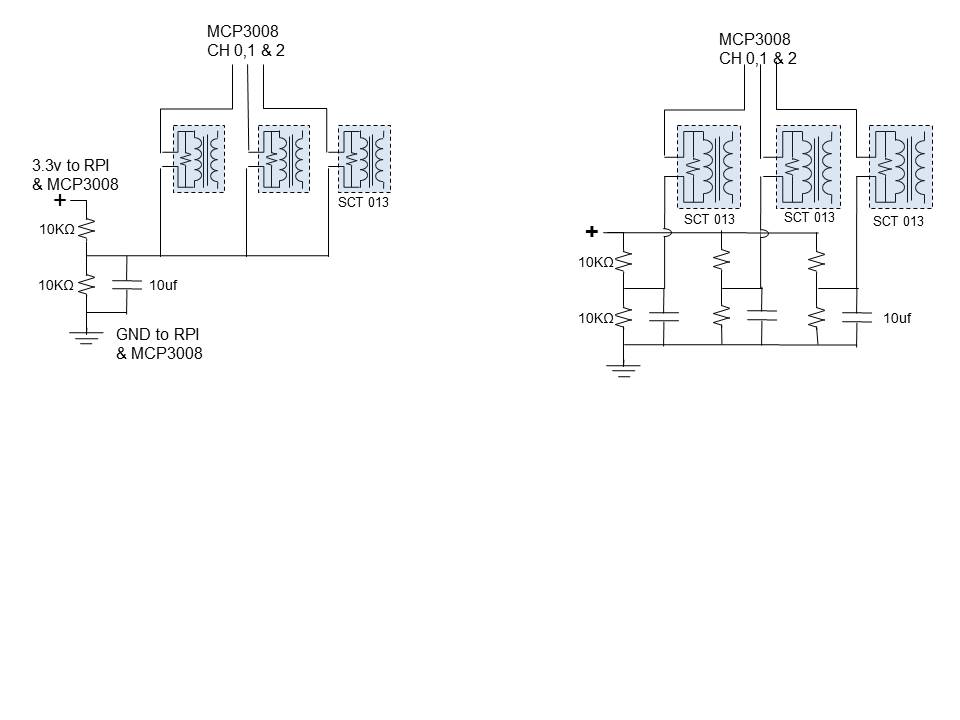 MCP3008
CH 0,1 & 2
3.3v to RPI
& MCP3008
+
10KΩ
10KΩ
10uf
GND to RPI
& MCP3008
SCT 013
MCP3008
CH 0,1 & 2
SCT 013
SCT 013
SCT 013
+
10KΩ
10KΩ
10uf